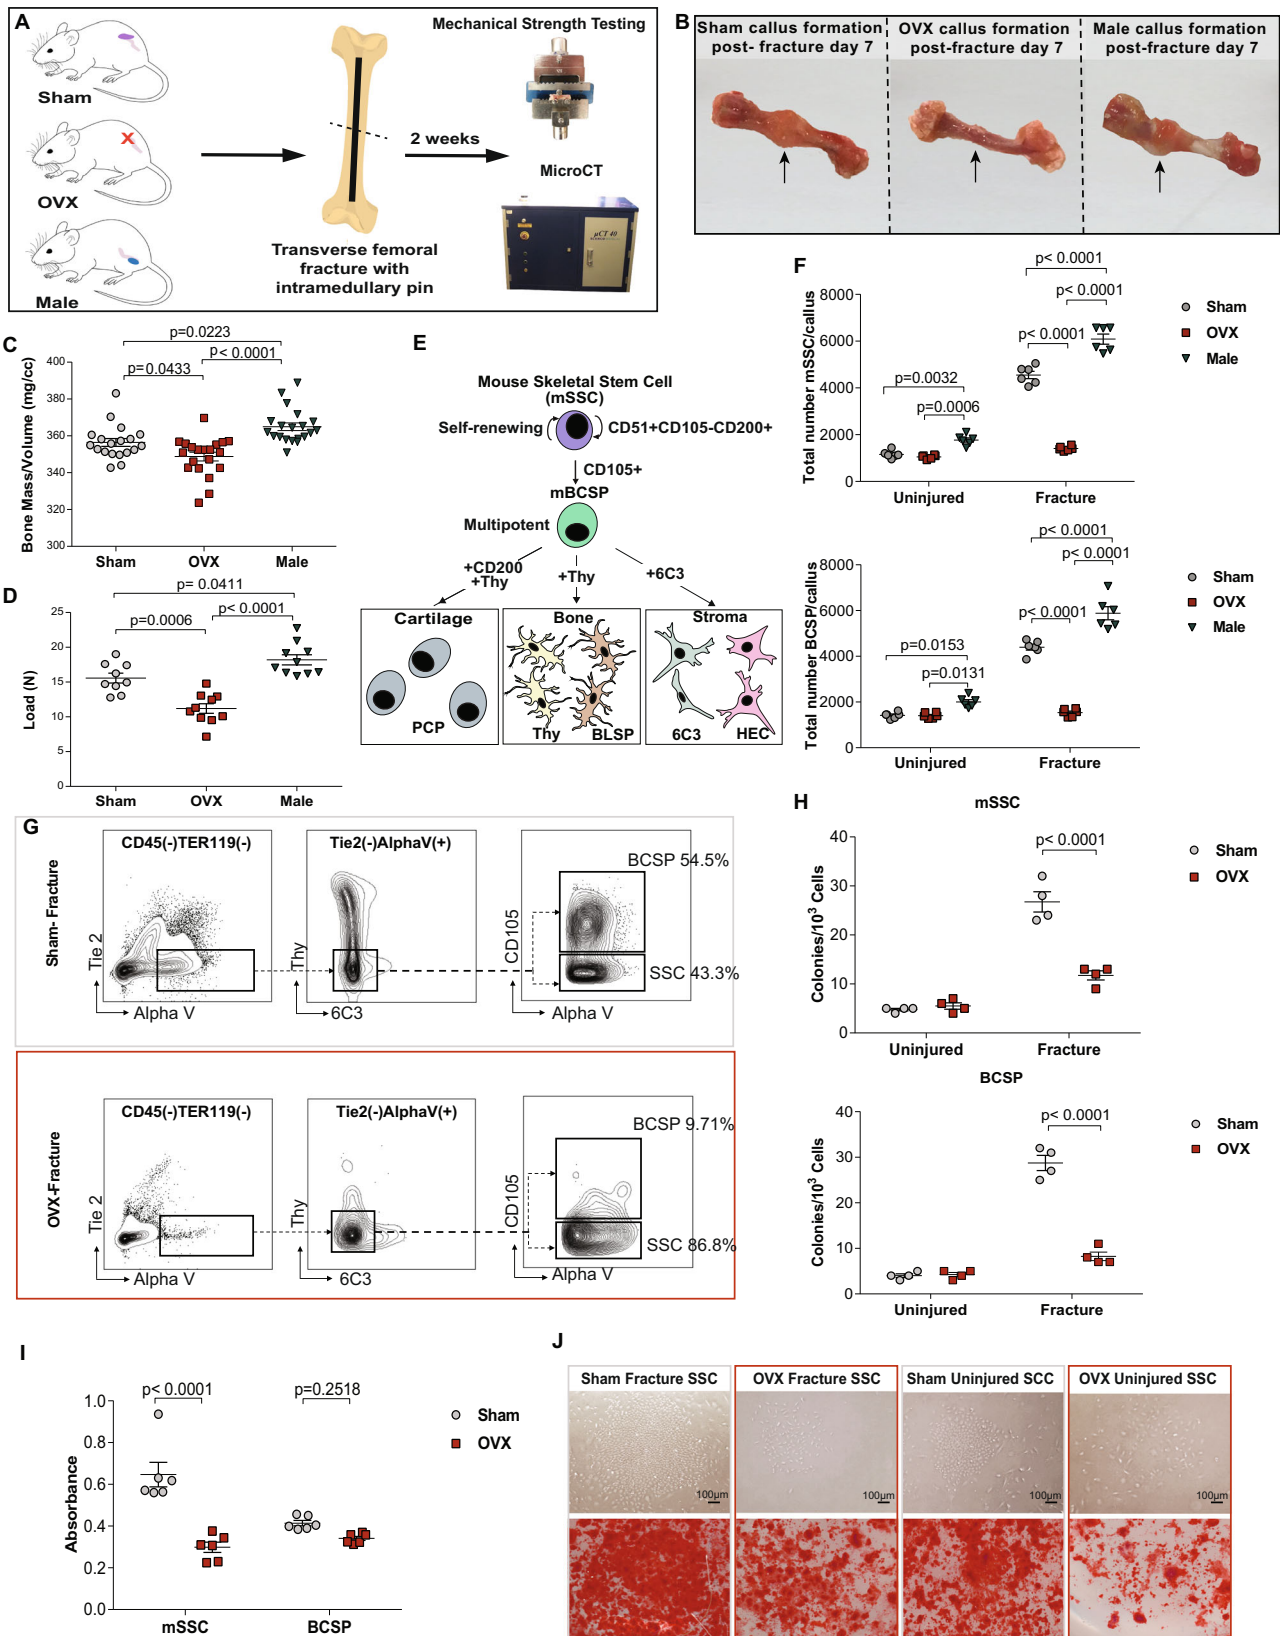 A
Sham
OVX
Male
X
Transverse femoral
fracture with
intramedullary pin
2 weeks
Mechanical Strength Testing
MicroCT
µCT 40
B
Sham callus formation
post- fracture day 7
OVX callus formation
post-fracture day 7
Male callus formation
post-fracture day 7
C
Bone Mass/Volume (mg/cc)
400
380
360
340
320
300
p=0.0223
p< 0.0001
p=0.0433
Sham
OVX
Male
D
Load (N)
25
20
15
10
5
0
p= 0.0411
p< 0.0001
p=0.0006
Sham
OVX
Male
E
Mouse Skeletal Stem Cell
(mSSC)
Self-renewing
CD51+CD105-CD200+
CD105+
mBCSP
Multipotent
+CD200
+Thy
+Thy
+6C3
Cartilage
PCP
Bone
Thy
BLSP
Stroma
6C3
HEC
F
Total number mSSC/callus
8000
6000
4000
2000
0
p< 0.0001
p< 0.0001
p< 0.0001
p=0.0032
p=0.0006
Uninjured
Fracture
Sham
OVX
Male
Total number BCSP/callus
8000
6000
4000
2000
0
p< 0.0001
p< 0.0001
p< 0.0001
p=0.0153
p=0.0131
Uninjured
Fracture
Sham
OVX
Male
G
Sham- Fracture
CD45(-)TER119(-)
Tie 2
Alpha V
Tie2(-)AlphaV(+)
Thy
6C3
BCSP 54.5%
SSC 43.3%
CD105
Alpha V
OVX-Fracture
CD45(-)TER119(-)
Tie 2
Alpha V
Tie2(-)AlphaV(+)
Thy
6C3
BCSP 9.71%
SSC 86.8%
CD105
Alpha V
H
mSSC
Colonies/10³ Cells
40
30
20
10
0
p< 0.0001
Uninjured
Fracture
Sham
OVX
BCSP
Colonies/10³ Cells
40
30
20
10
0
p< 0.0001
Uninjured
Fracture
Sham
OVX
I
Absorbance
1.0
0.8
0.6
0.4
0.2
0.0
p< 0.0001
p=0.2518
mSSC
BCSP
Sham
OVX
J
Sham Fracture SSC
OVX Fracture SSC
Sham Uninjured SCC
OVX Uninjured SSC
100µm
100µm
100µm
100µm